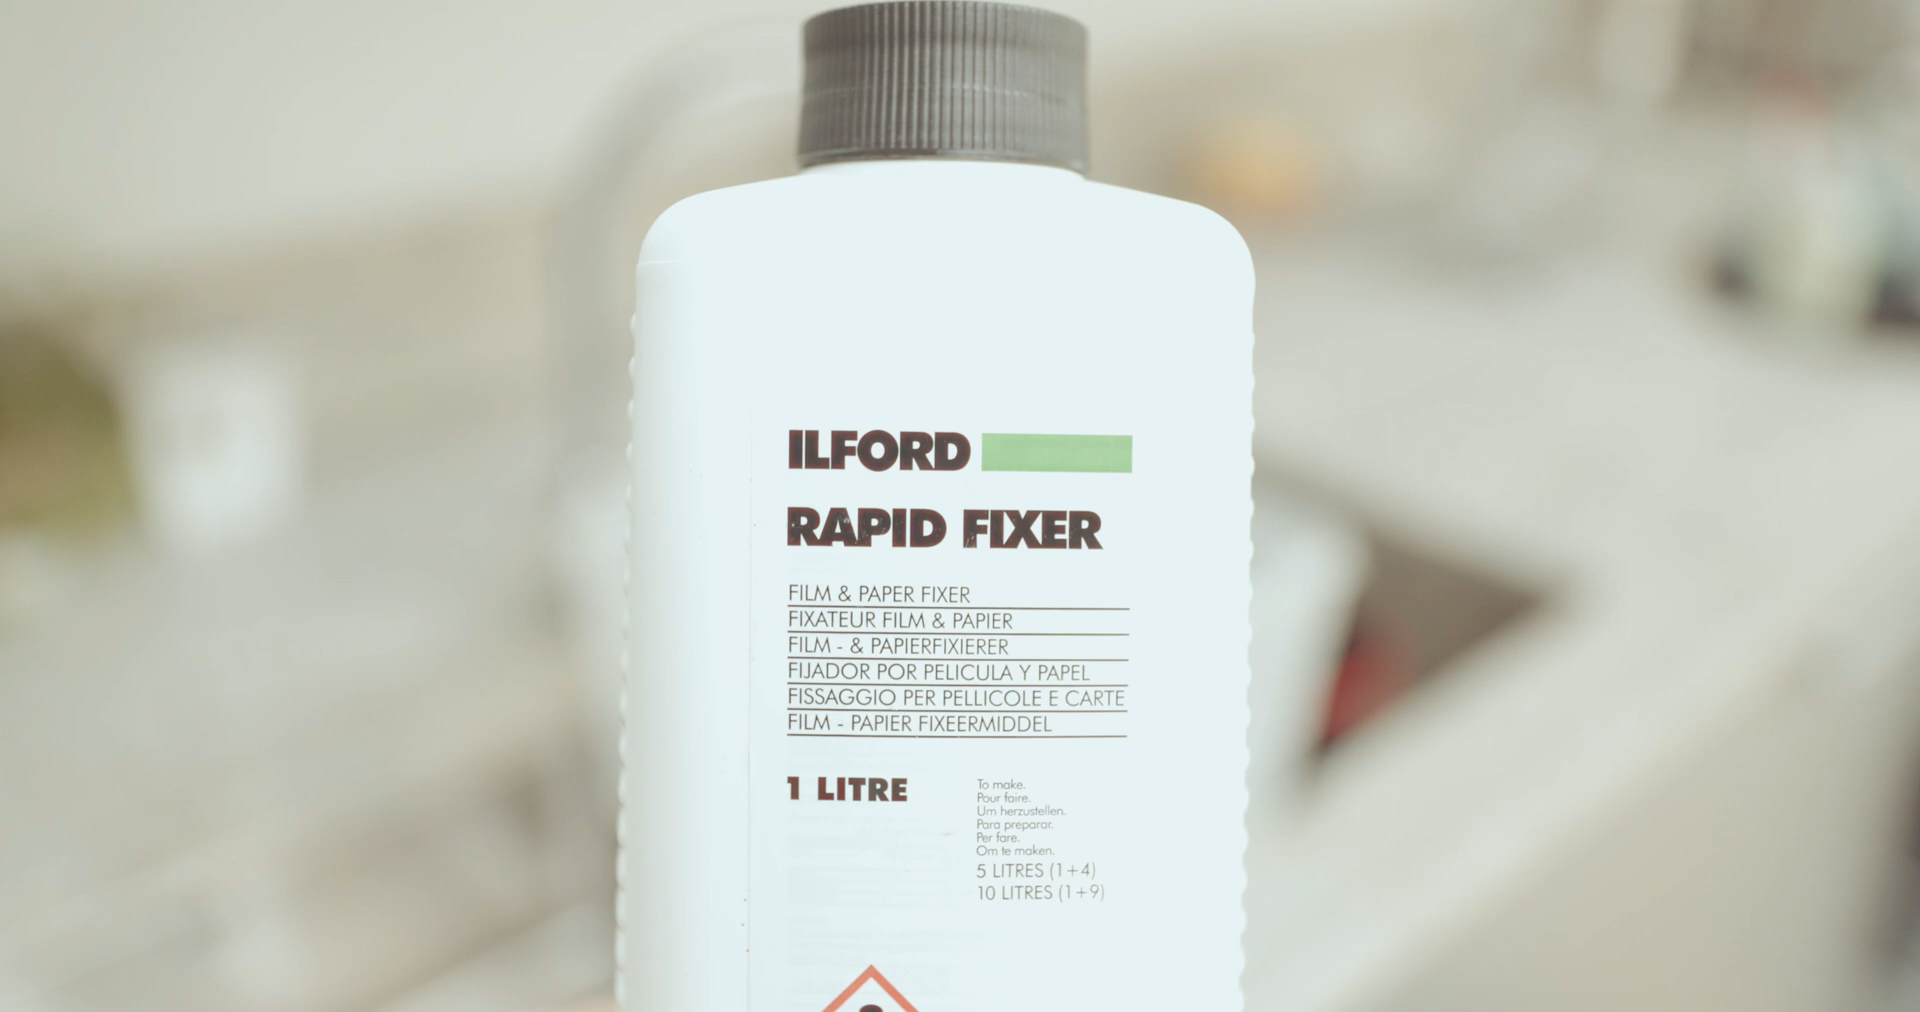 ILFORD
RAPID FIXER
FILM & PAPER FIXER
FIXATEUR FILM & PAPIER
FILM - & PAPIERFIXIERER
FIJADOR POR PELICULA Y PAPEL
FISSAGGIO PER PELLICOLE E CARTE
FILM - PAPIER FIXEERMIDDEL
1 LITRE
To make.
Pour faire.
Um herzustellen.
Para preparar.
Per fare.
Om te maken.
5 LITRES (1+4)
10 LITRES (1+9)